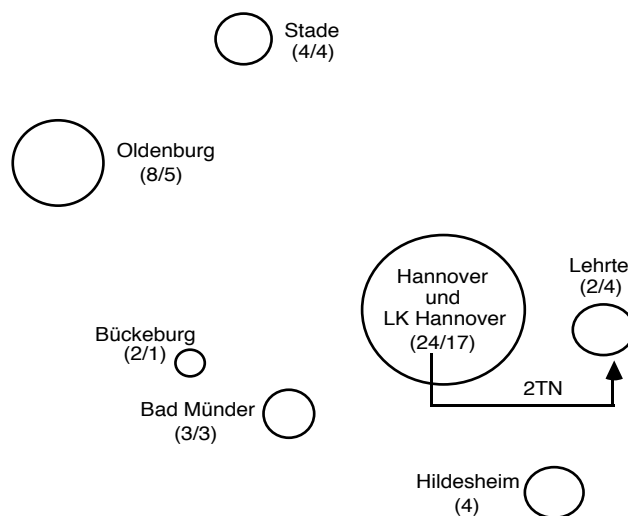 Stade
(4/4)
Oldenburg
(8/5)
Hannover
und
LK Hannover
(24/17)
Lehrte
(2/4)
Bückeburg
(2/1)
2TN
Bad Münder
(3/3)
Hildesheim
(4)